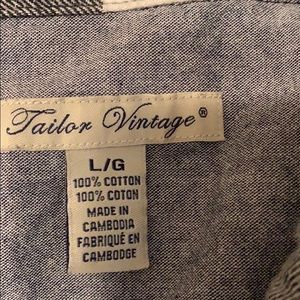 Tailor Vintage®
L/G
100% COTTON
100% COTON
MADE IN
CAMBODIA
FABRIQUÉ EN
CAMBODGE